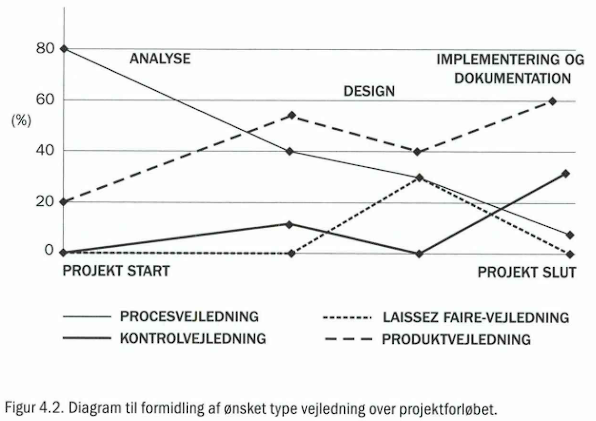 80
ANALYSE
IMPLEMENTERING OG
DOKUMENTATION
DESIGN
60
(%)
40
20
0
PROJEKT START
PROJEKT SLUT
PROCESVEJLEDNING
LAISSEZ FAIRE-VEJLEDNING
KONTROLVEJLEDNING
PRODUKTVEJLEDNING
Figur 4.2. Diagram til formidling af ønsket type vejledning over projektforløbet.